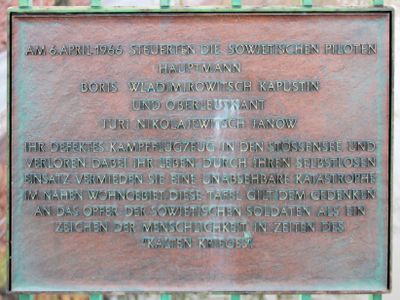 AM 6. APRIL 1966 STEUERTEN DIE SOWJETISCHEN PILOTEN
HAUPTMANN
BORIS WLADIMIROWITSCH KAPUSTIN
UND OBERLEUTNANT
JURI NIKOLAJEWITSCH JANOW
IHR DEFEKTES KAMPFFLUGZEUG IN DEN STÖSSENSEE UND
VERLOREN DABEI IHR LEBEN. DURCH IHREN SELBSTLOSEN
EINSATZ VERMIEDEN SIE EINE UNABSEHBARE KATASTROPHE
IM NAHEN WOHNGEBIET. DIESE TAFEL GILT DEM GEDENKEN
AN DAS OPFER DER SOWJETISCHEN SOLDATEN ALS EIN
ZEICHEN DER MENSCHLICHKEIT IN ZEITEN DES
"KALTEN KRIEGES".